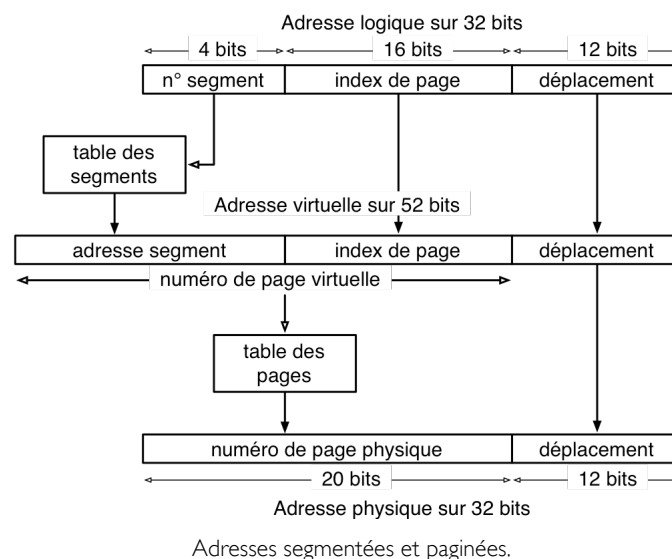 Adresse logique sur 32 bits
4 bits 16 bits 12 bits
n° segment index de page déplacement
table des
segments
Adresse virtuelle sur 52 bits
adresse segment index de page déplacement
numéro de page virtuelle
table des
pages
numéro de page physique déplacement
20 bits 12 bits
Adresse physique sur 32 bits
Adresses segmentées et paginées.